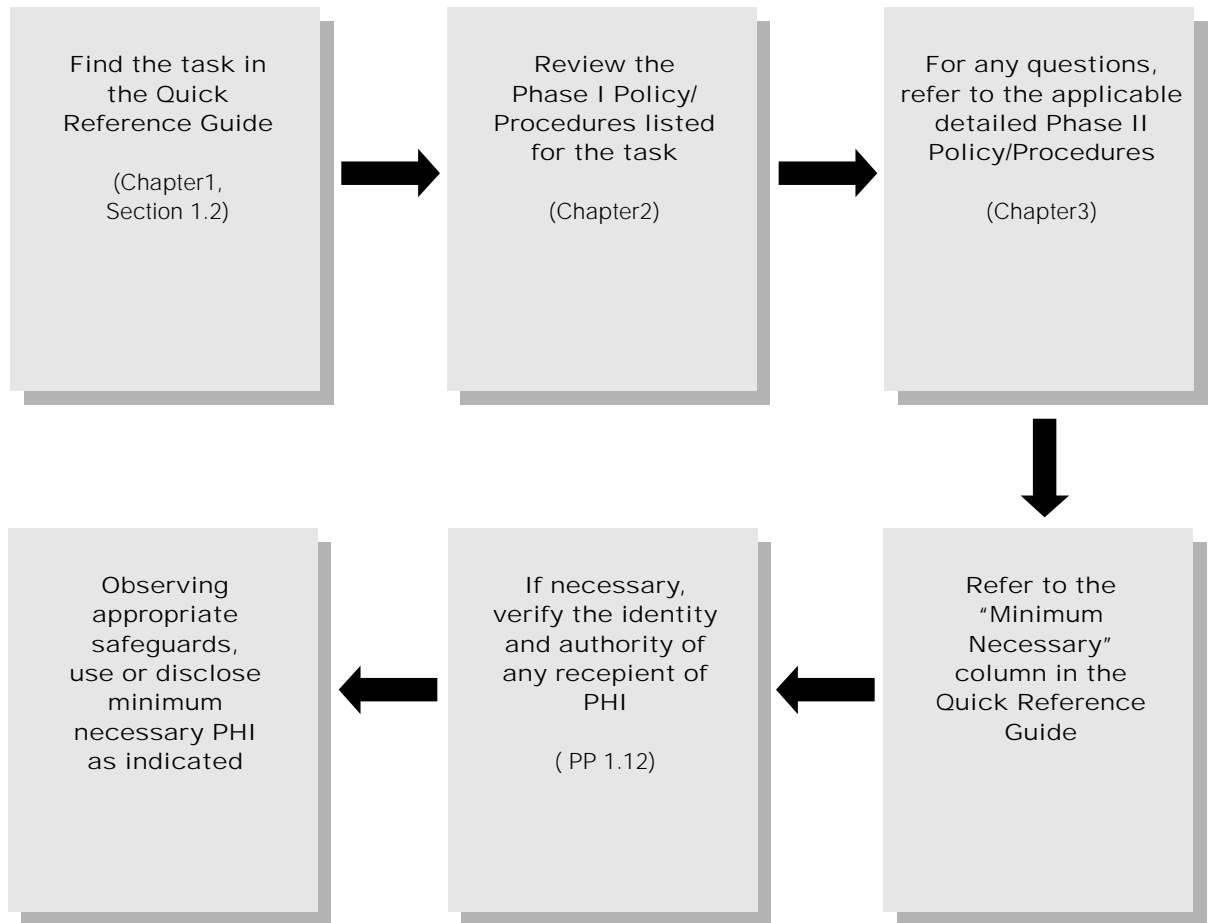 Find the task in
the Quick
Reference Guide
(Chapter1,
Section 1.2)
Review the
Phase I Policy/
Procedures listed
for the task
(Chapter2)
For any questions,
refer to the applicable
detailed Phase II
Policy/Procedures
(Chapter3)
Refer to the
“Minimum
Necessary”
column in the
Quick Reference
Guide
If necessary,
verify the identity
and authority of
any recepient of
PHI
( PP 1.12)
Observing
appropriate
safeguards,
use or disclose
minimum
necessary PHI
as indicated